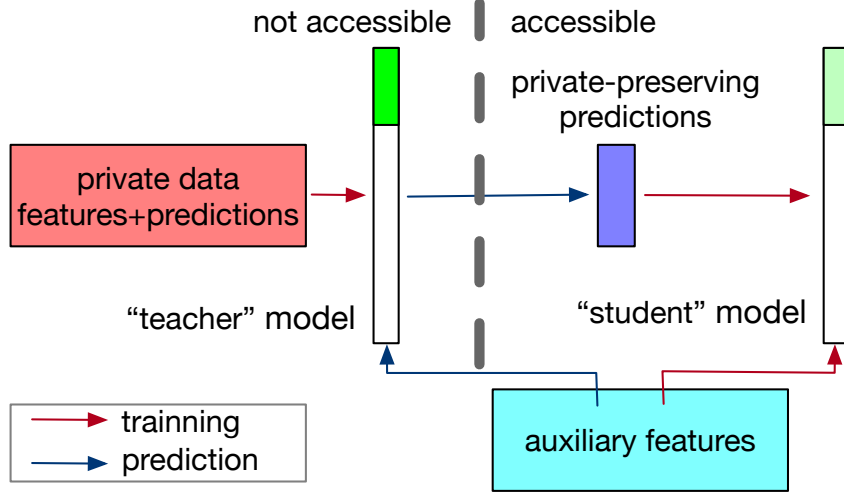 not accessible
accessible
private-preserving
predictions
private data
features+predictions
“teacher” model
“student” model
auxiliary features
trainning
prediction